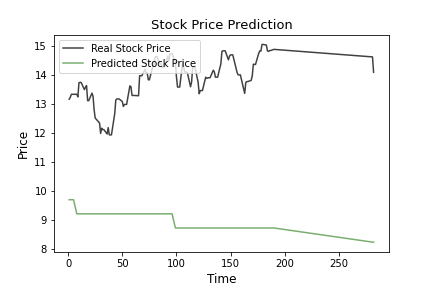 Stock Price Prediction
Real Stock Price
Predicted Stock Price
15
14
13
12
11
10
9
8
Price
0 50 100 150 200 250
Time